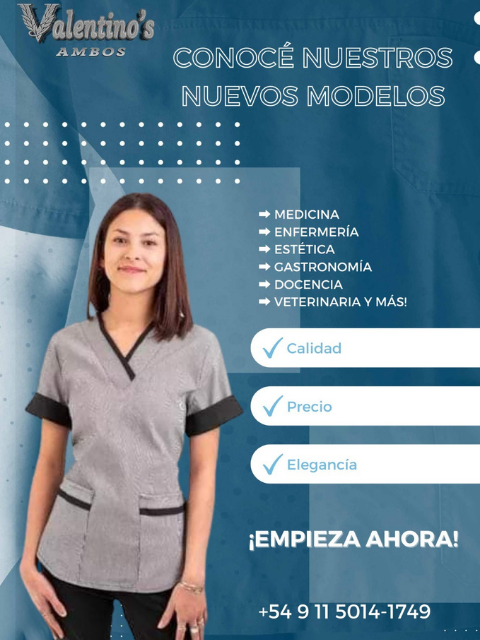 Valentino's
AMBOS
CONOCÉ NUESTROS
NUEVOS MODELOS
➡ MEDICINA
➡ ENFERMERÍA
➡ ESTÉTICA
➡ GASTRONOMÍA
➡ DOCENCIA
➡ VETERINARIA Y MÁS!
Calidad
Precio
Elegancía
¡EMPIEZA AHORA!
+54 9 11 5014-1749